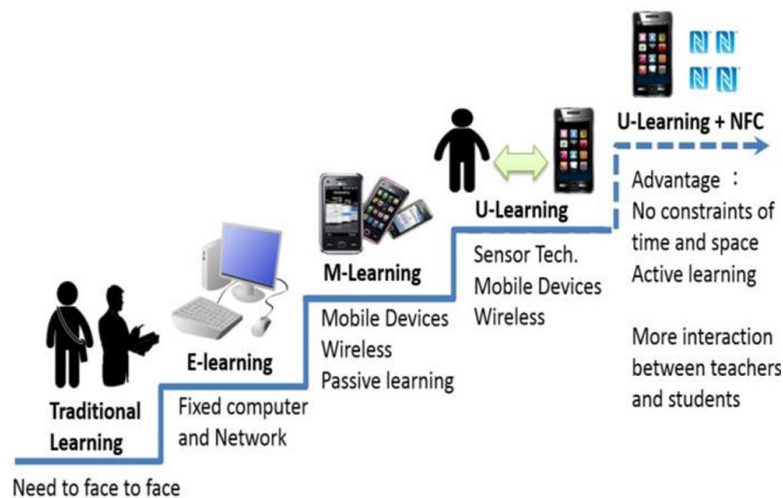 Traditional
Learning
Need to face to face
E-learning
Fixed computer
and Network
M-Learning
Mobile Devices
Wireless
Passive learning
U-Learning
Sensor Tech.
Mobile Devices
Wireless
U-Learning + NFC
Advantage：
No constraints of
time and space
Active learning
More interaction
between teachers
and students